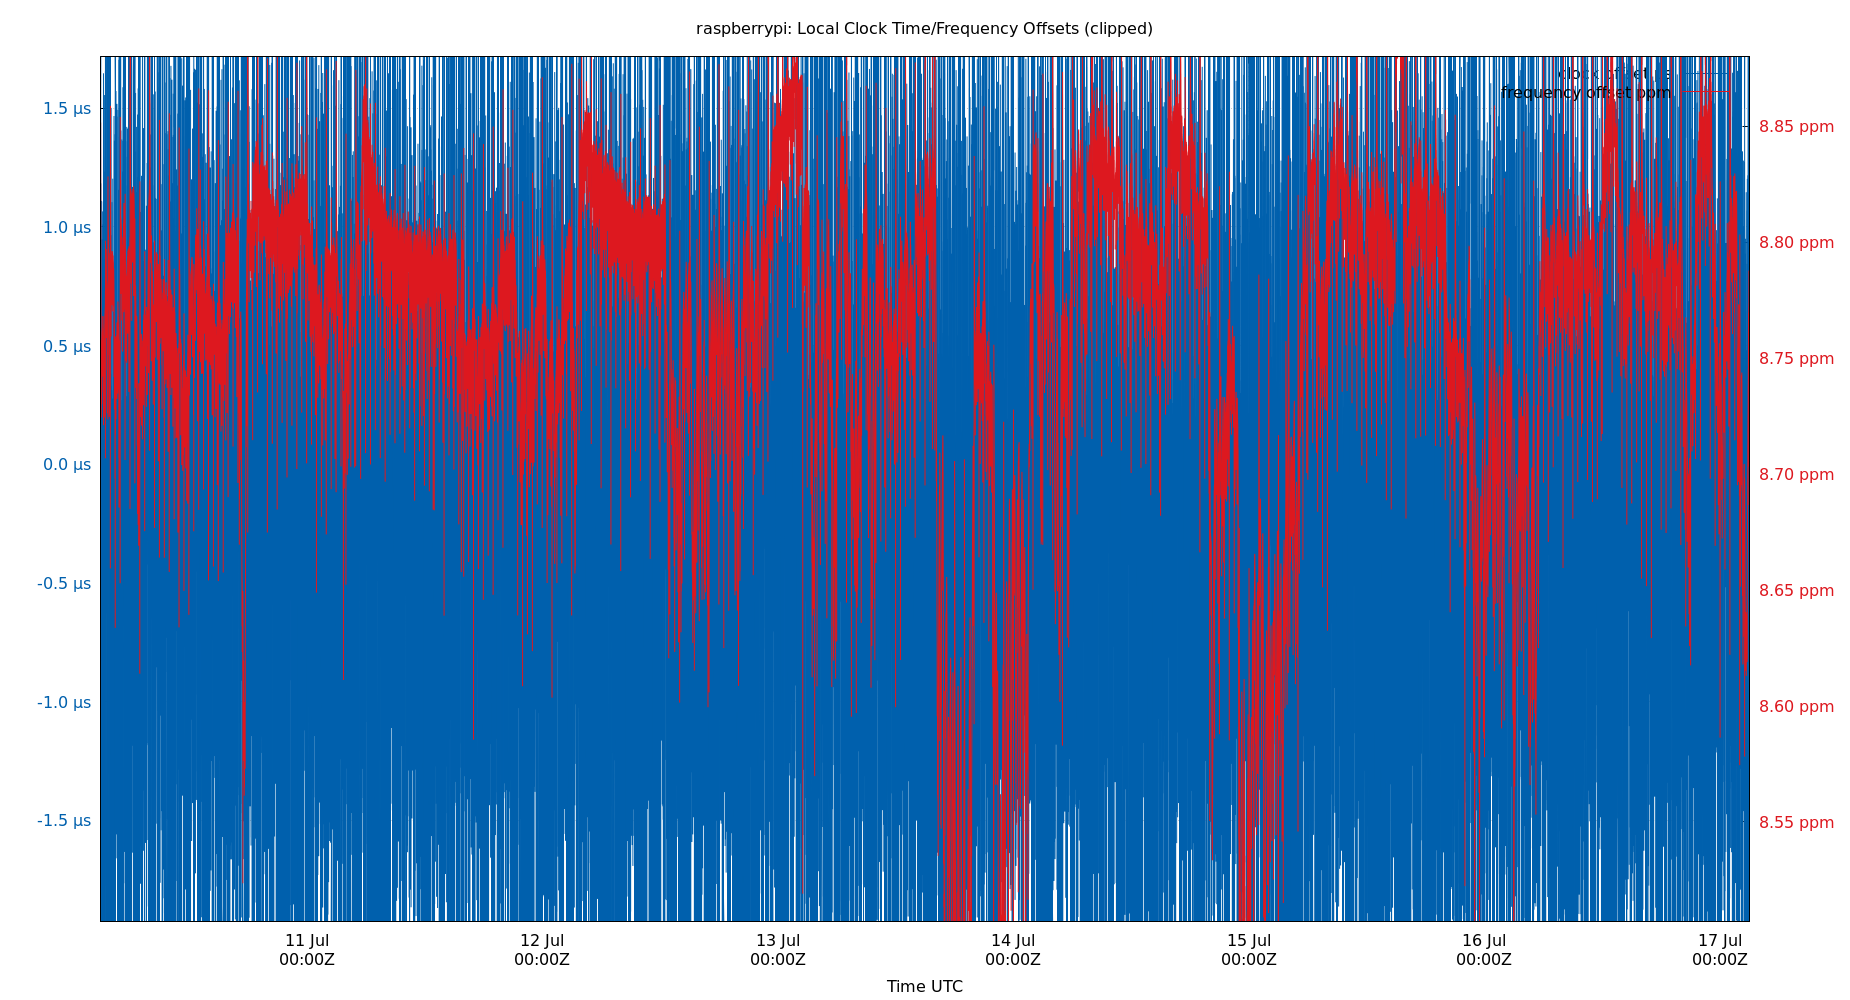 raspberrypi: Local Clock Time/Frequency Offsets (clipped)
clock offset µs
frequency offset ppm
1.5 µs
1.0 µs
0.5 µs
0.0 µs
-0.5 µs
-1.0 µs
-1.5 µs
8.85 ppm
8.80 ppm
8.75 ppm
8.70 ppm
8.65 ppm
8.60 ppm
8.55 ppm
11 Jul 12 Jul 13 Jul 14 Jul 15 Jul 16 Jul 17 Jul
00:00Z 00:00Z 00:00Z 00:00Z 00:00Z 00:00Z 00:00Z
Time UTC